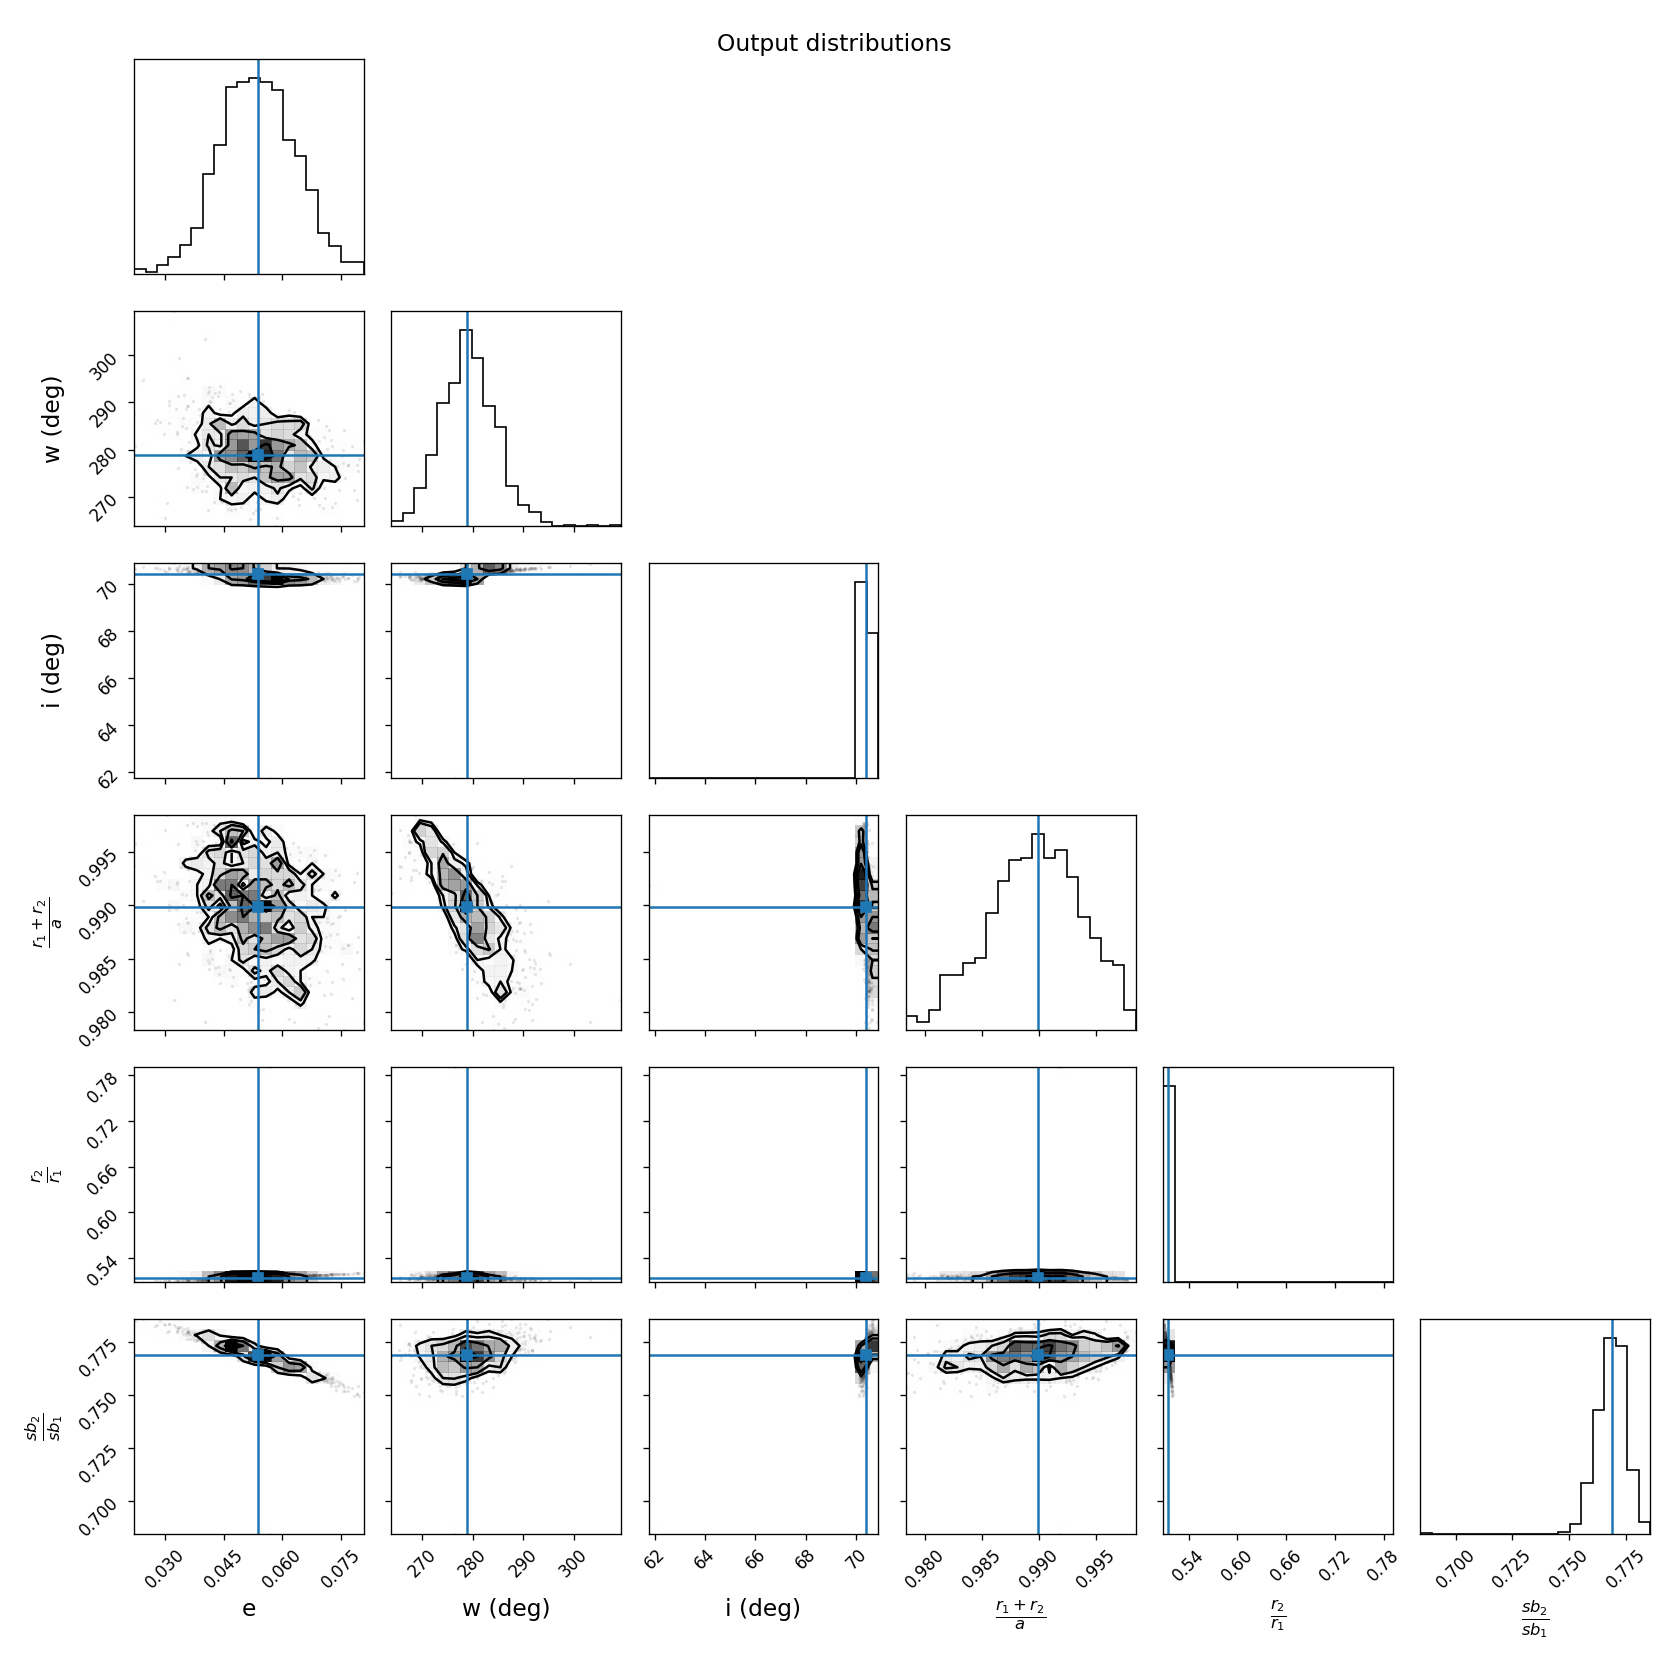 Output distributions
w (deg)
300
290
280
270
i (deg)
70
68
66
64
62
r₁ + r₂
a
0.995
0.990
0.985
0.980
r₂
r₁
0.78
0.72
0.66
0.60
0.54
sb₂
sb₁
0.775
0.750
0.725
0.700
0.030 0.045 0.060 0.075
270 280 290 300
62 64 66 68 70
0.980 0.985 0.990 0.995
0.54 0.60 0.66 0.72 0.78
0.700 0.725 0.750 0.775
e
w (deg)
i (deg)
r₁ + r₂
a
r₂
r₁
sb₂
sb₁